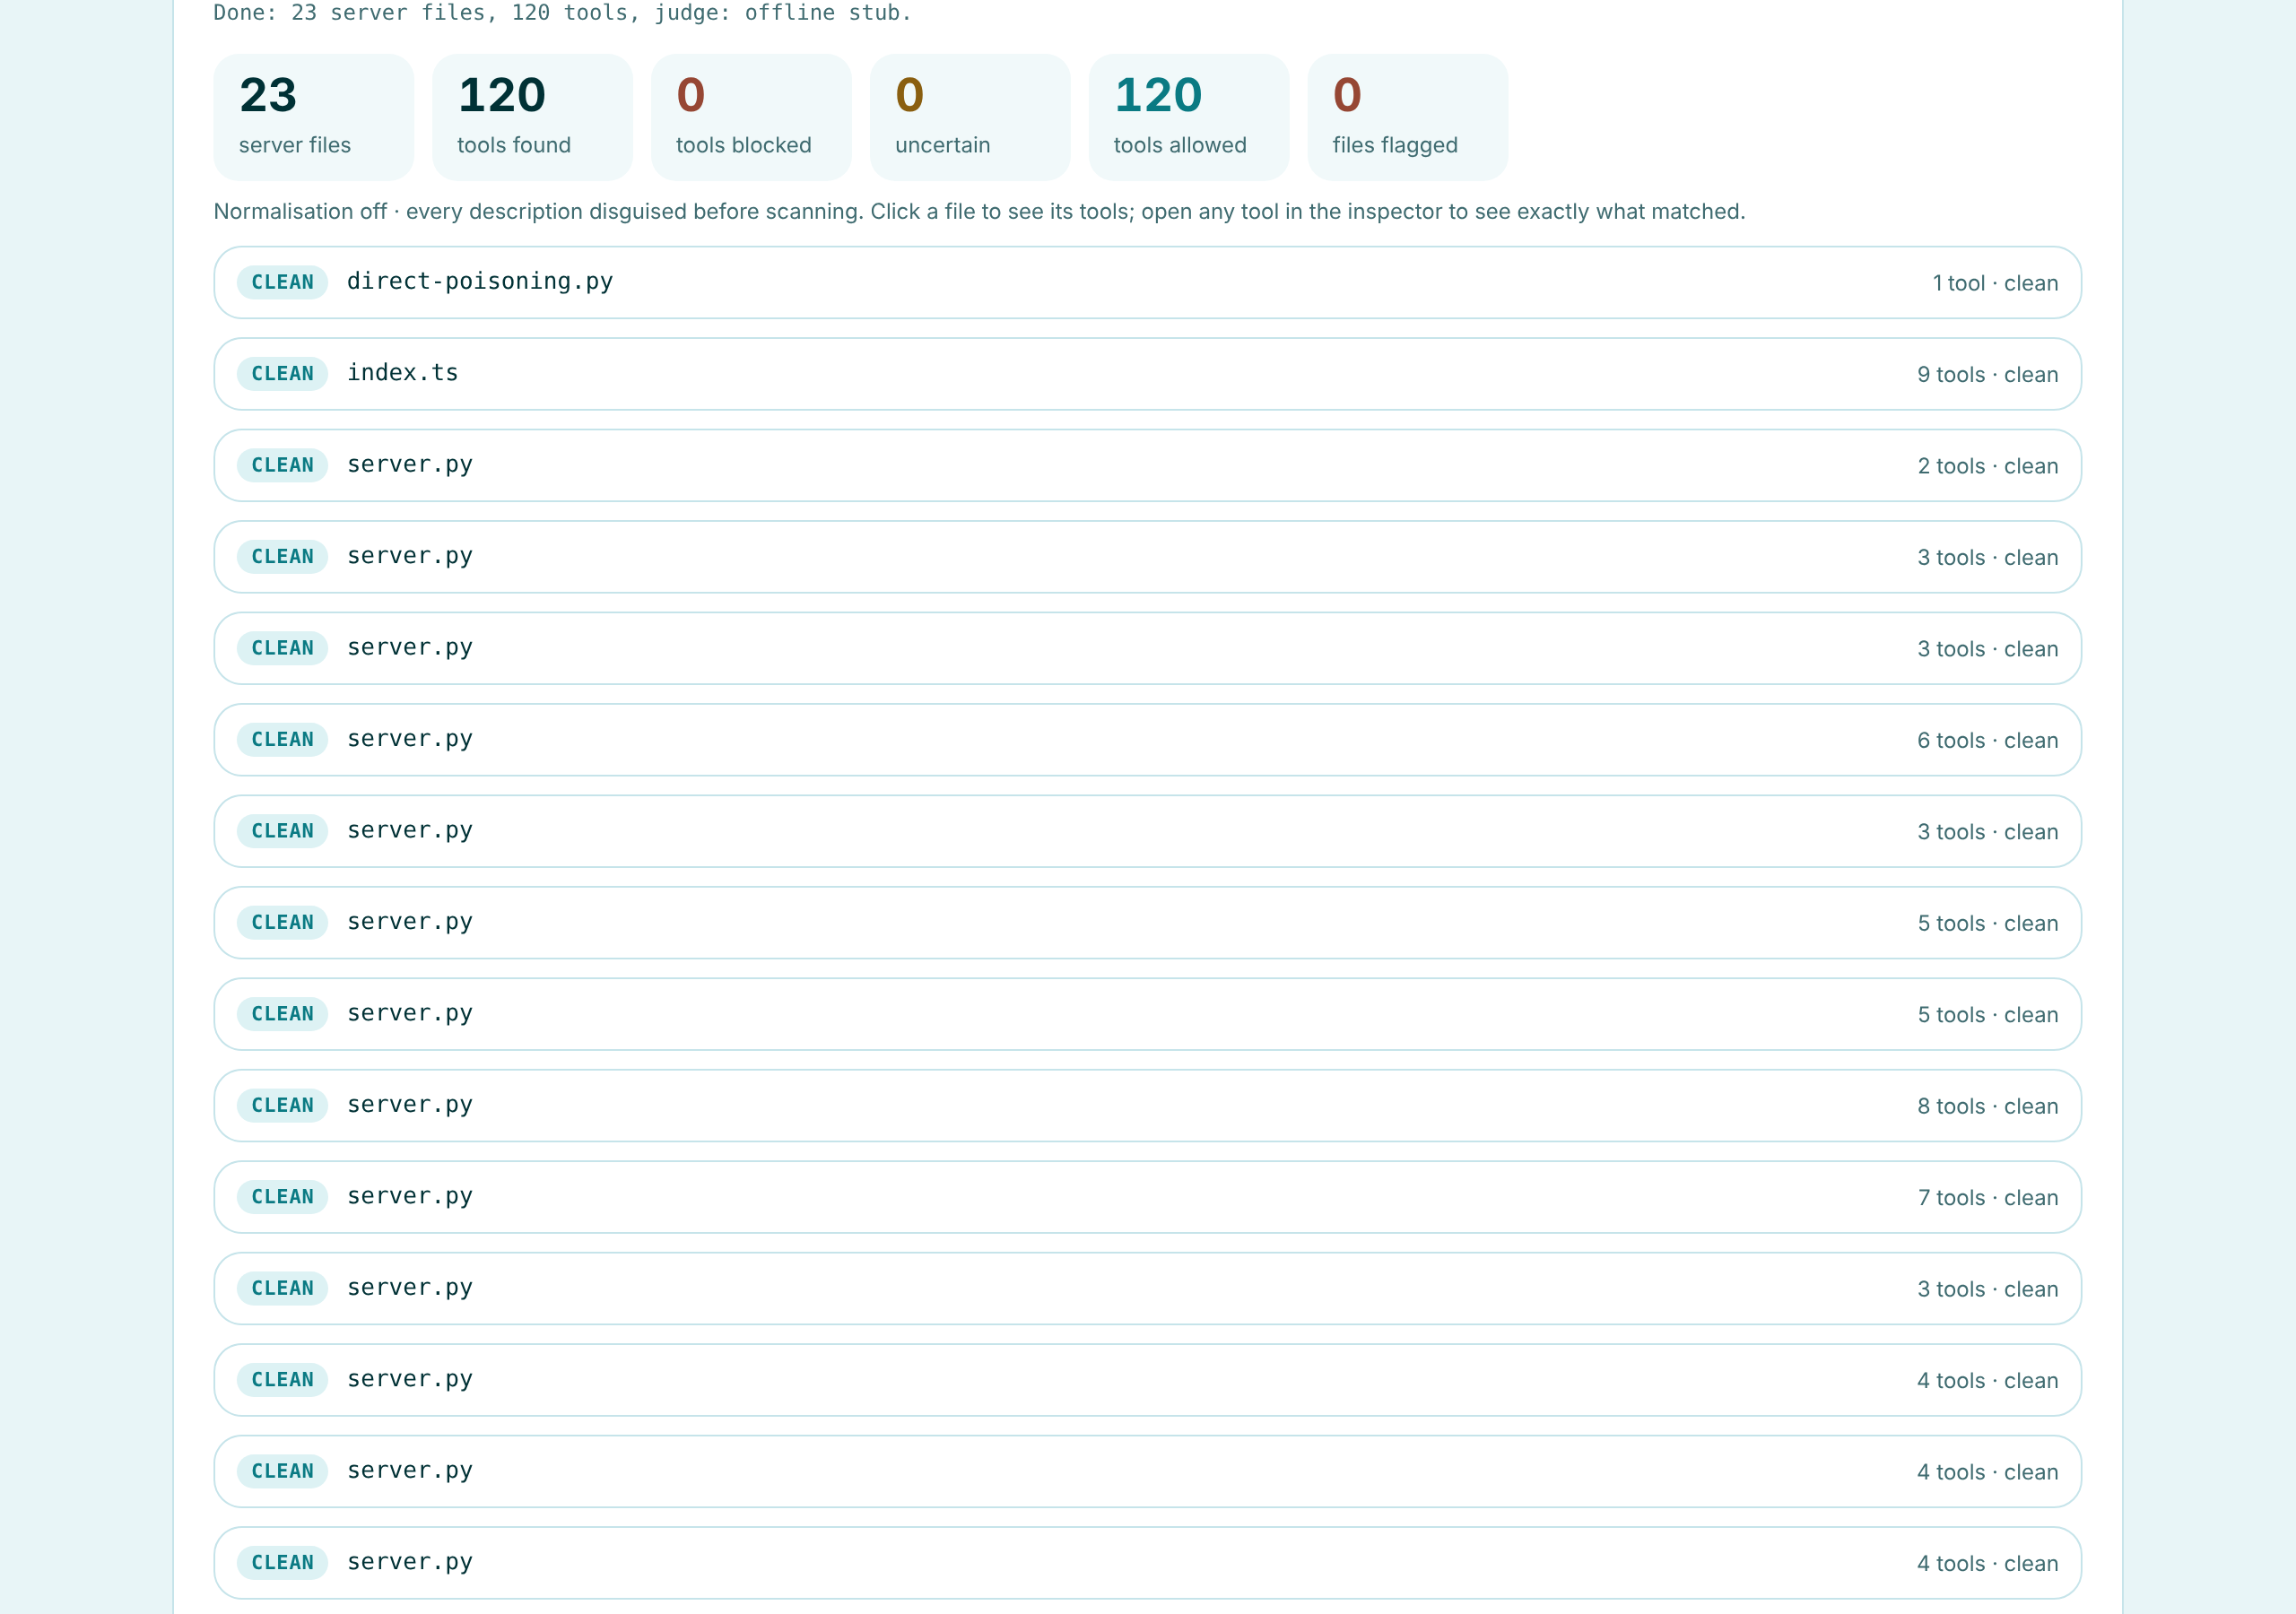 Done: 23 server files, 120 tools, judge: offline stub.
23
server files
120
tools found
0
tools blocked
0
uncertain
120
tools allowed
0
files flagged
Normalisation off · every description disguised before scanning. Click a file to see its tools; open any tool in the inspector to see exactly what matched.
CLEAN direct-poisoning.py 1 tool · clean
CLEAN index.ts 9 tools · clean
CLEAN server.py 2 tools · clean
CLEAN server.py 3 tools · clean
CLEAN server.py 3 tools · clean
CLEAN server.py 6 tools · clean
CLEAN server.py 3 tools · clean
CLEAN server.py 5 tools · clean
CLEAN server.py 5 tools · clean
CLEAN server.py 8 tools · clean
CLEAN server.py 7 tools · clean
CLEAN server.py 3 tools · clean
CLEAN server.py 4 tools · clean
CLEAN server.py 4 tools · clean
CLEAN server.py 4 tools · clean